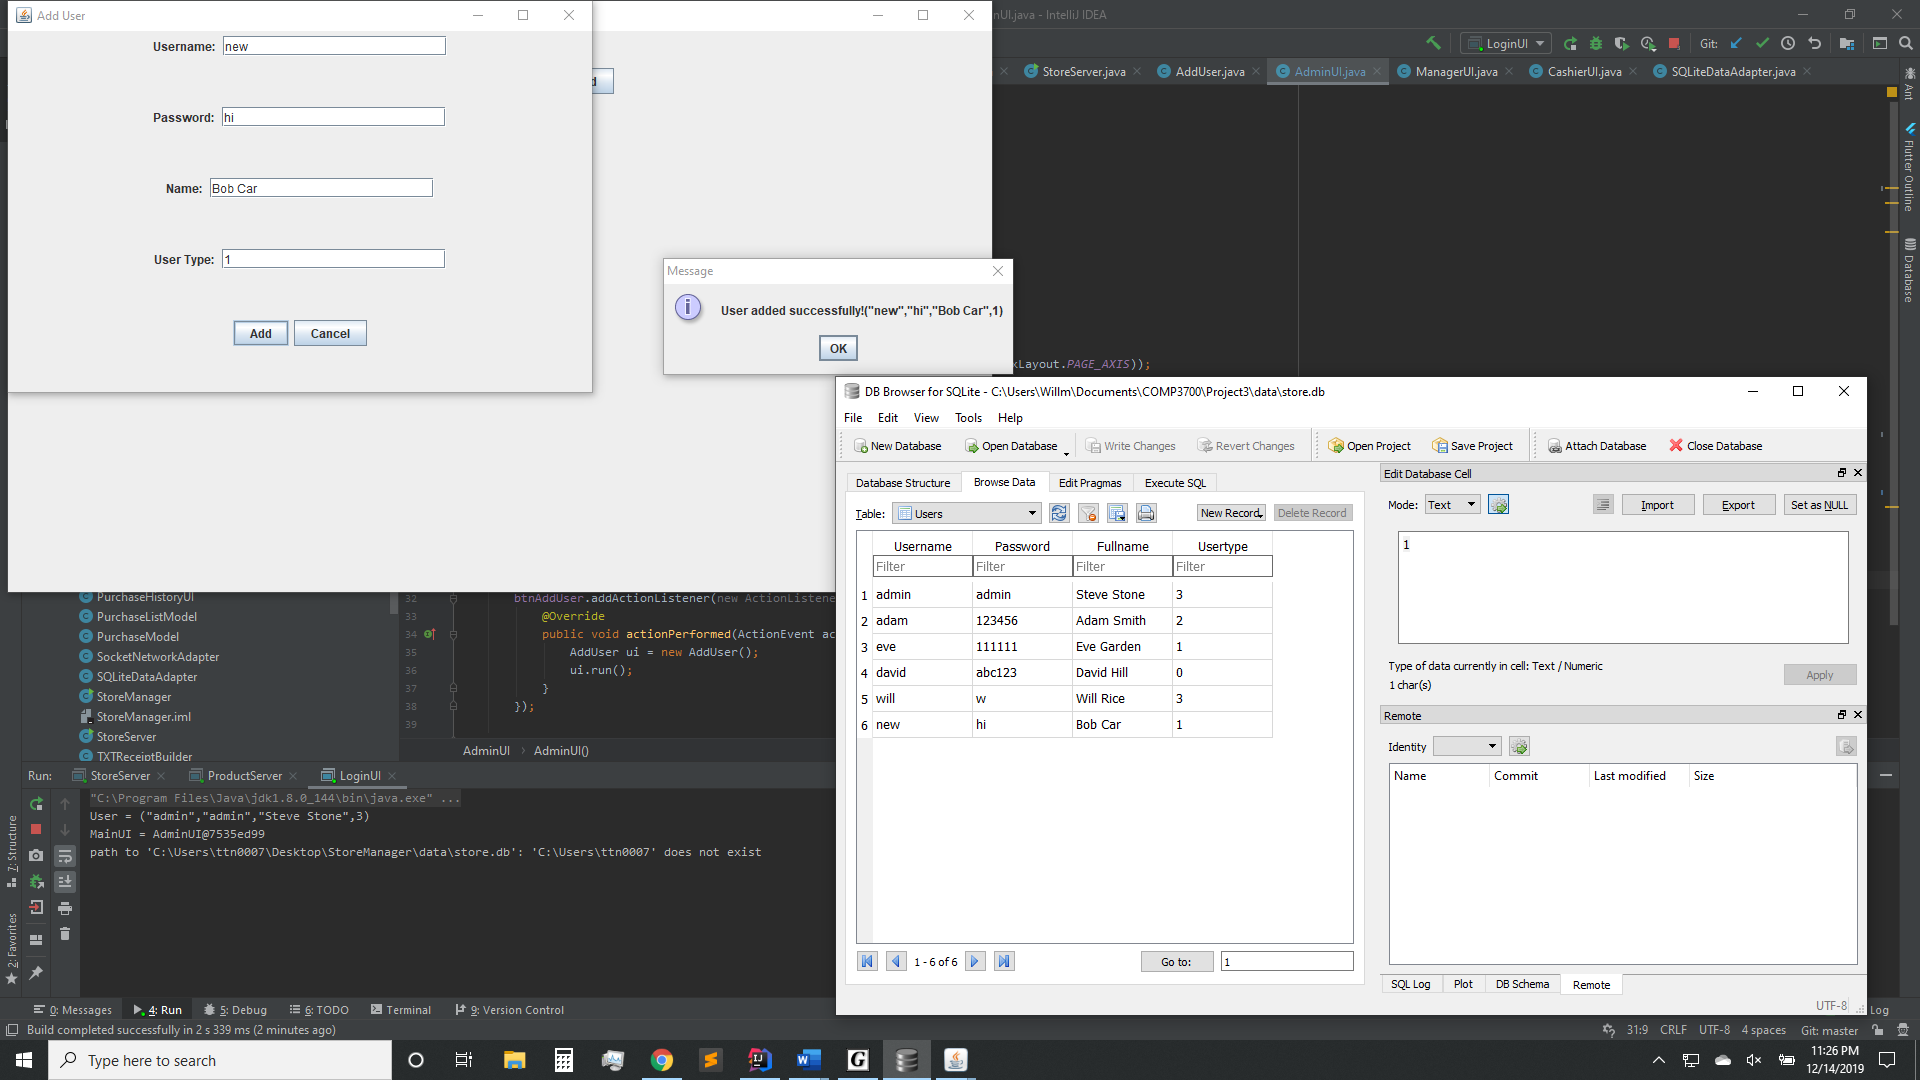 Add User
Username: new
Password: hi
Name: Bob Car
User Type: 1
Add Cancel
d
Message
User added successfully!("new","hi","Bob Car",1)
OK
nUI.java - IntelliJ IDEA
LoginUI Git:
StoreServer.java AddUser.java AdminUI.java ManagerUI.java CashierUI.java SQLiteDataAdapter.java
Ant
Flutter Outline
Database
xLayout.PAGE_AXIS));
DB Browser for SQLite - C:\Users\Willm\Documents\COMP3700\Project3\data\store.db
File Edit View Tools Help
New Database Open Database Write Changes Revert Changes Open Project Save Project Attach Database Close Database
Database Structure Browse Data Edit Pragmas Execute SQL
Table: Users New Record Delete Record
Username Password Fullname Usertype
Filter Filter Filter Filter
1 admin admin Steve Stone 3
2 adam 123456 Adam Smith 2
3 eve 111111 Eve Garden 1
4 david abc123 David Hill 0
5 will w Will Rice 3
6 new hi Bob Car 1
1 - 6 of 6 Go to: 1
Edit Database Cell
Mode: Text Import Export Set as NULL
1
Type of data currently in cell: Text / Numeric
1 char(s)
Apply
Remote
Identity
Name Commit Last modified Size
SQL Log Plot DB Schema Remote
UTF-8
PurchaseHistoryUI
PurchaseListModel
PurchaseModel
SocketNetworkAdapter
SQLiteDataAdapter
StoreManager
StoreManager.iml
StoreServer
TXTReceiptBuilder
32 btnAddUser.addActionListener(new ActionListene
33 @Override
34 public void actionPerformed(ActionEvent ac
35 AddUser ui = new AddUser();
36 ui.run();
37 }
38 });
39
AdminUI AdminUI()
Run: StoreServer ProductServer LoginUI
"C:\Program Files\Java\jdk1.8.0_144\bin\java.exe" ...
User = ("admin","admin","Steve Stone",3)
MainUI = AdminUI@7535ed99
path to 'C:\Users\ttn0007\Desktop\StoreManager\data\store.db': 'C:\Users\ttn0007' does not exist
7: Structure
2: Favorites
0: Messages 4: Run 5: Debug 6: TODO Terminal 9: Version Control Log
Build completed successfully in 2 s 339 ms (2 minutes ago) 31:9 CRLF UTF-8 4 spaces Git: master
Type here to search
11:26 PM
12/14/2019